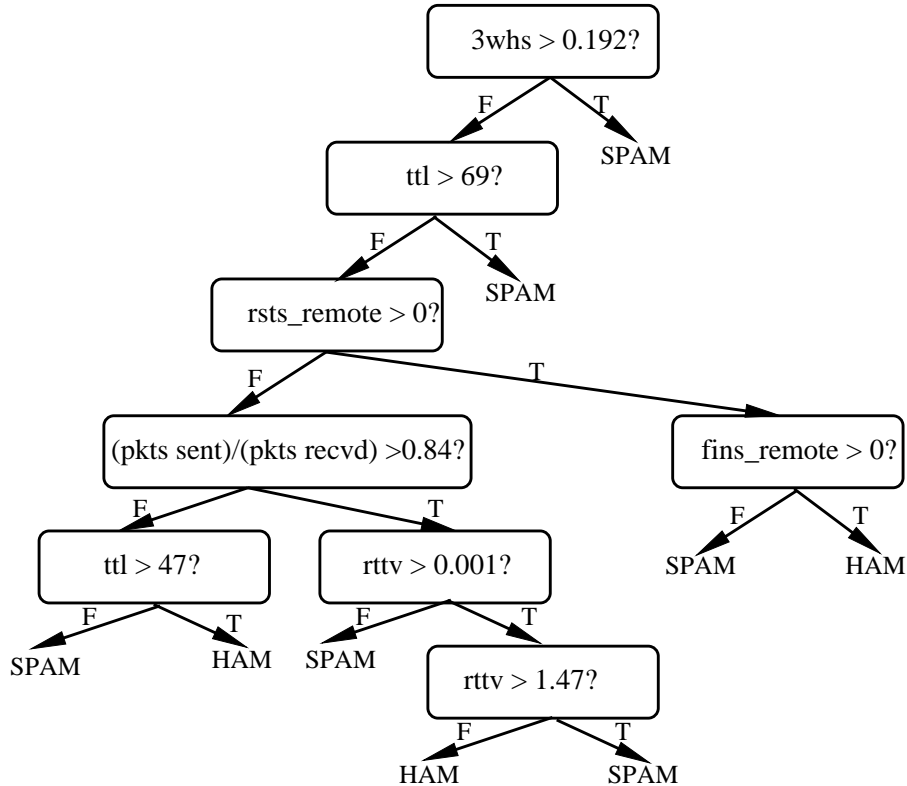 3whs > 0.192?
F
T
SPAM
ttl > 69?
F
T
SPAM
rsts_remote > 0?
F
T
(pkts sent)/(pkts recvd) >0.84?
fins_remote > 0?
F
T
F
T
ttl > 47?
rttv > 0.001?
SPAM
HAM
F
T
F
T
SPAM
HAM
SPAM
rttv > 1.47?
F
T
HAM
SPAM